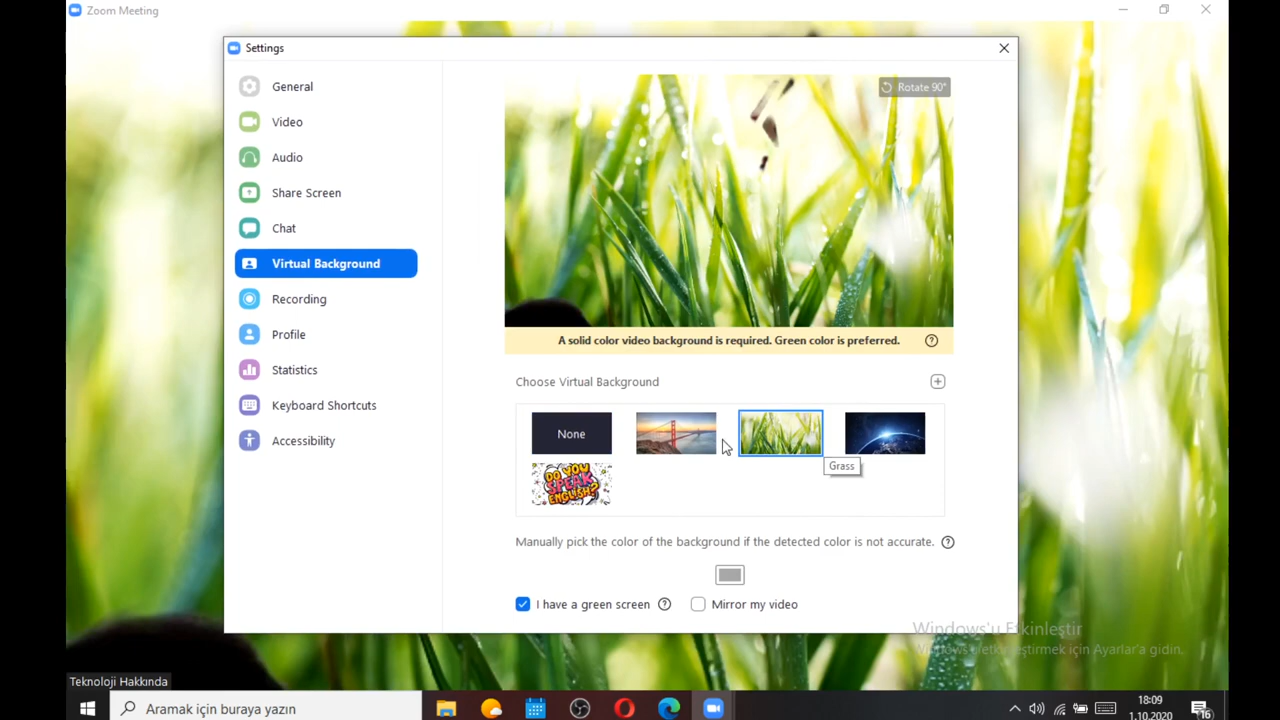 Zoom Meeting
Settings
General
Video
Audio
Share Screen
Chat
Virtual Background
Recording
Profile
Statistics
Keyboard Shortcuts
Accessibility
Rotate 90°
A solid color video background is required. Green color is preferred.
Choose Virtual Background
None
Grass
DO YOU
SPEAK
ENGLISH?
Manually pick the color of the background if the detected color is not accurate.
I have a green screen
Mirror my video
Windows'u Etkinleştir
Windows'u etkinleştirmek için Ayarlar'a gidin.
Teknoloji Hakkında
Aramak için buraya yazın
18:09
1.10.2020
16